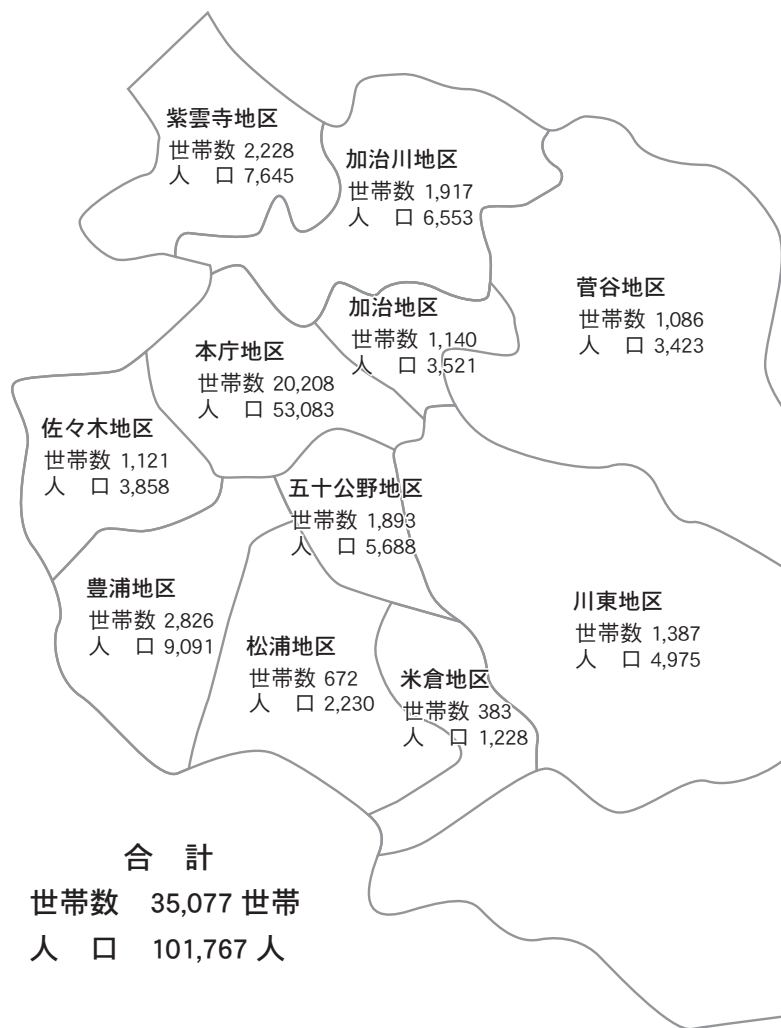 紫雲寺地区
世帯数 2,228
人　口 7,645
加治川地区
世帯数 1,917
人　口 6,553
菅谷地区
世帯数 1,086
人　口 3,423
加治地区
世帯数 1,140
人　口 3,521
本庁地区
世帯数 20,208
人　口 53,083
佐々木地区
世帯数 1,121
人　口 3,858
五十公野地区
世帯数 1,893
人　口 5,688
豊浦地区
世帯数 2,826
人　口 9,091
川東地区
世帯数 1,387
人　口 4,975
松浦地区
世帯数 672
人　口 2,230
米倉地区
世帯数 383
人　口 1,228
合　計
世帯数　35,077 世帯
人　口　101,767 人